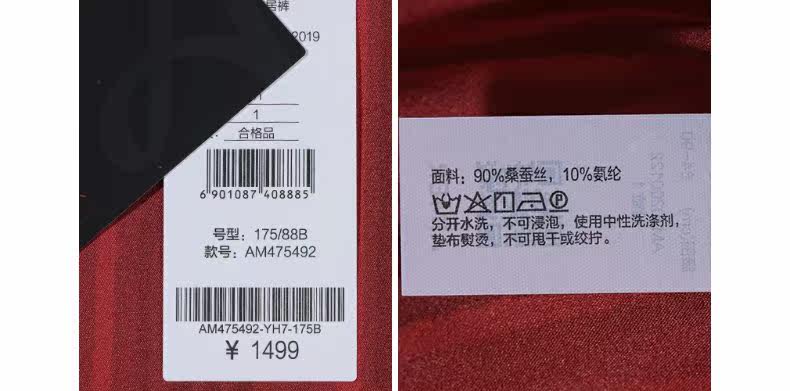 居裤
2019
1
合格品
6 901087 408885
号型: 175/88B
款号: AM475492
AM475492-YH7-175B
¥ 1499
面料: 90%桑蚕丝, 10%氨纶
分开水洗, 不可浸泡, 使用中性洗涤剂,
垫布熨烫, 不可甩干或绞拧。